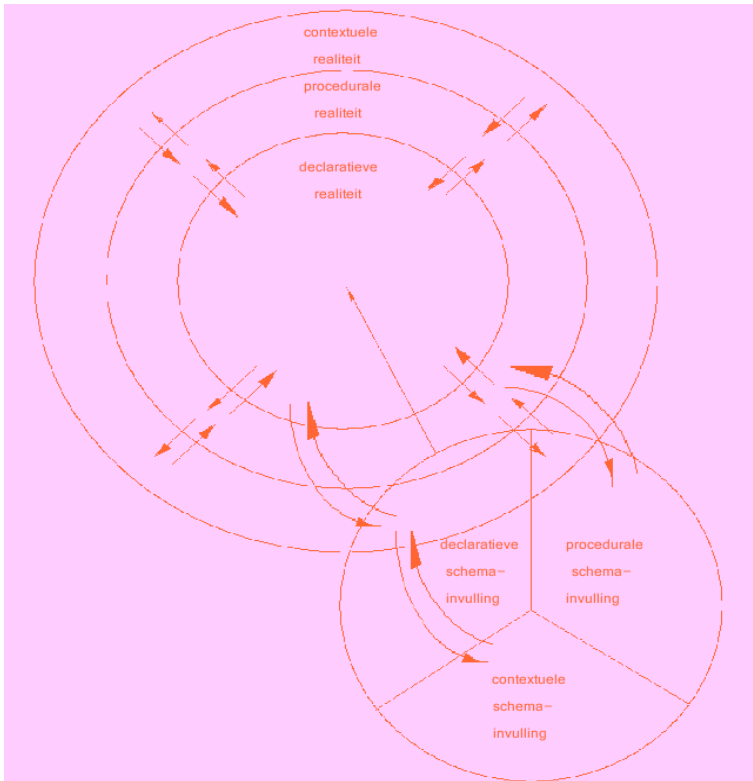 contextuele
realiteit
procedurale
realiteit
declaratieve
realiteit
declaratieve
schema-
invulling
procedurale
schema-
invulling
contextuele
schema-
invulling